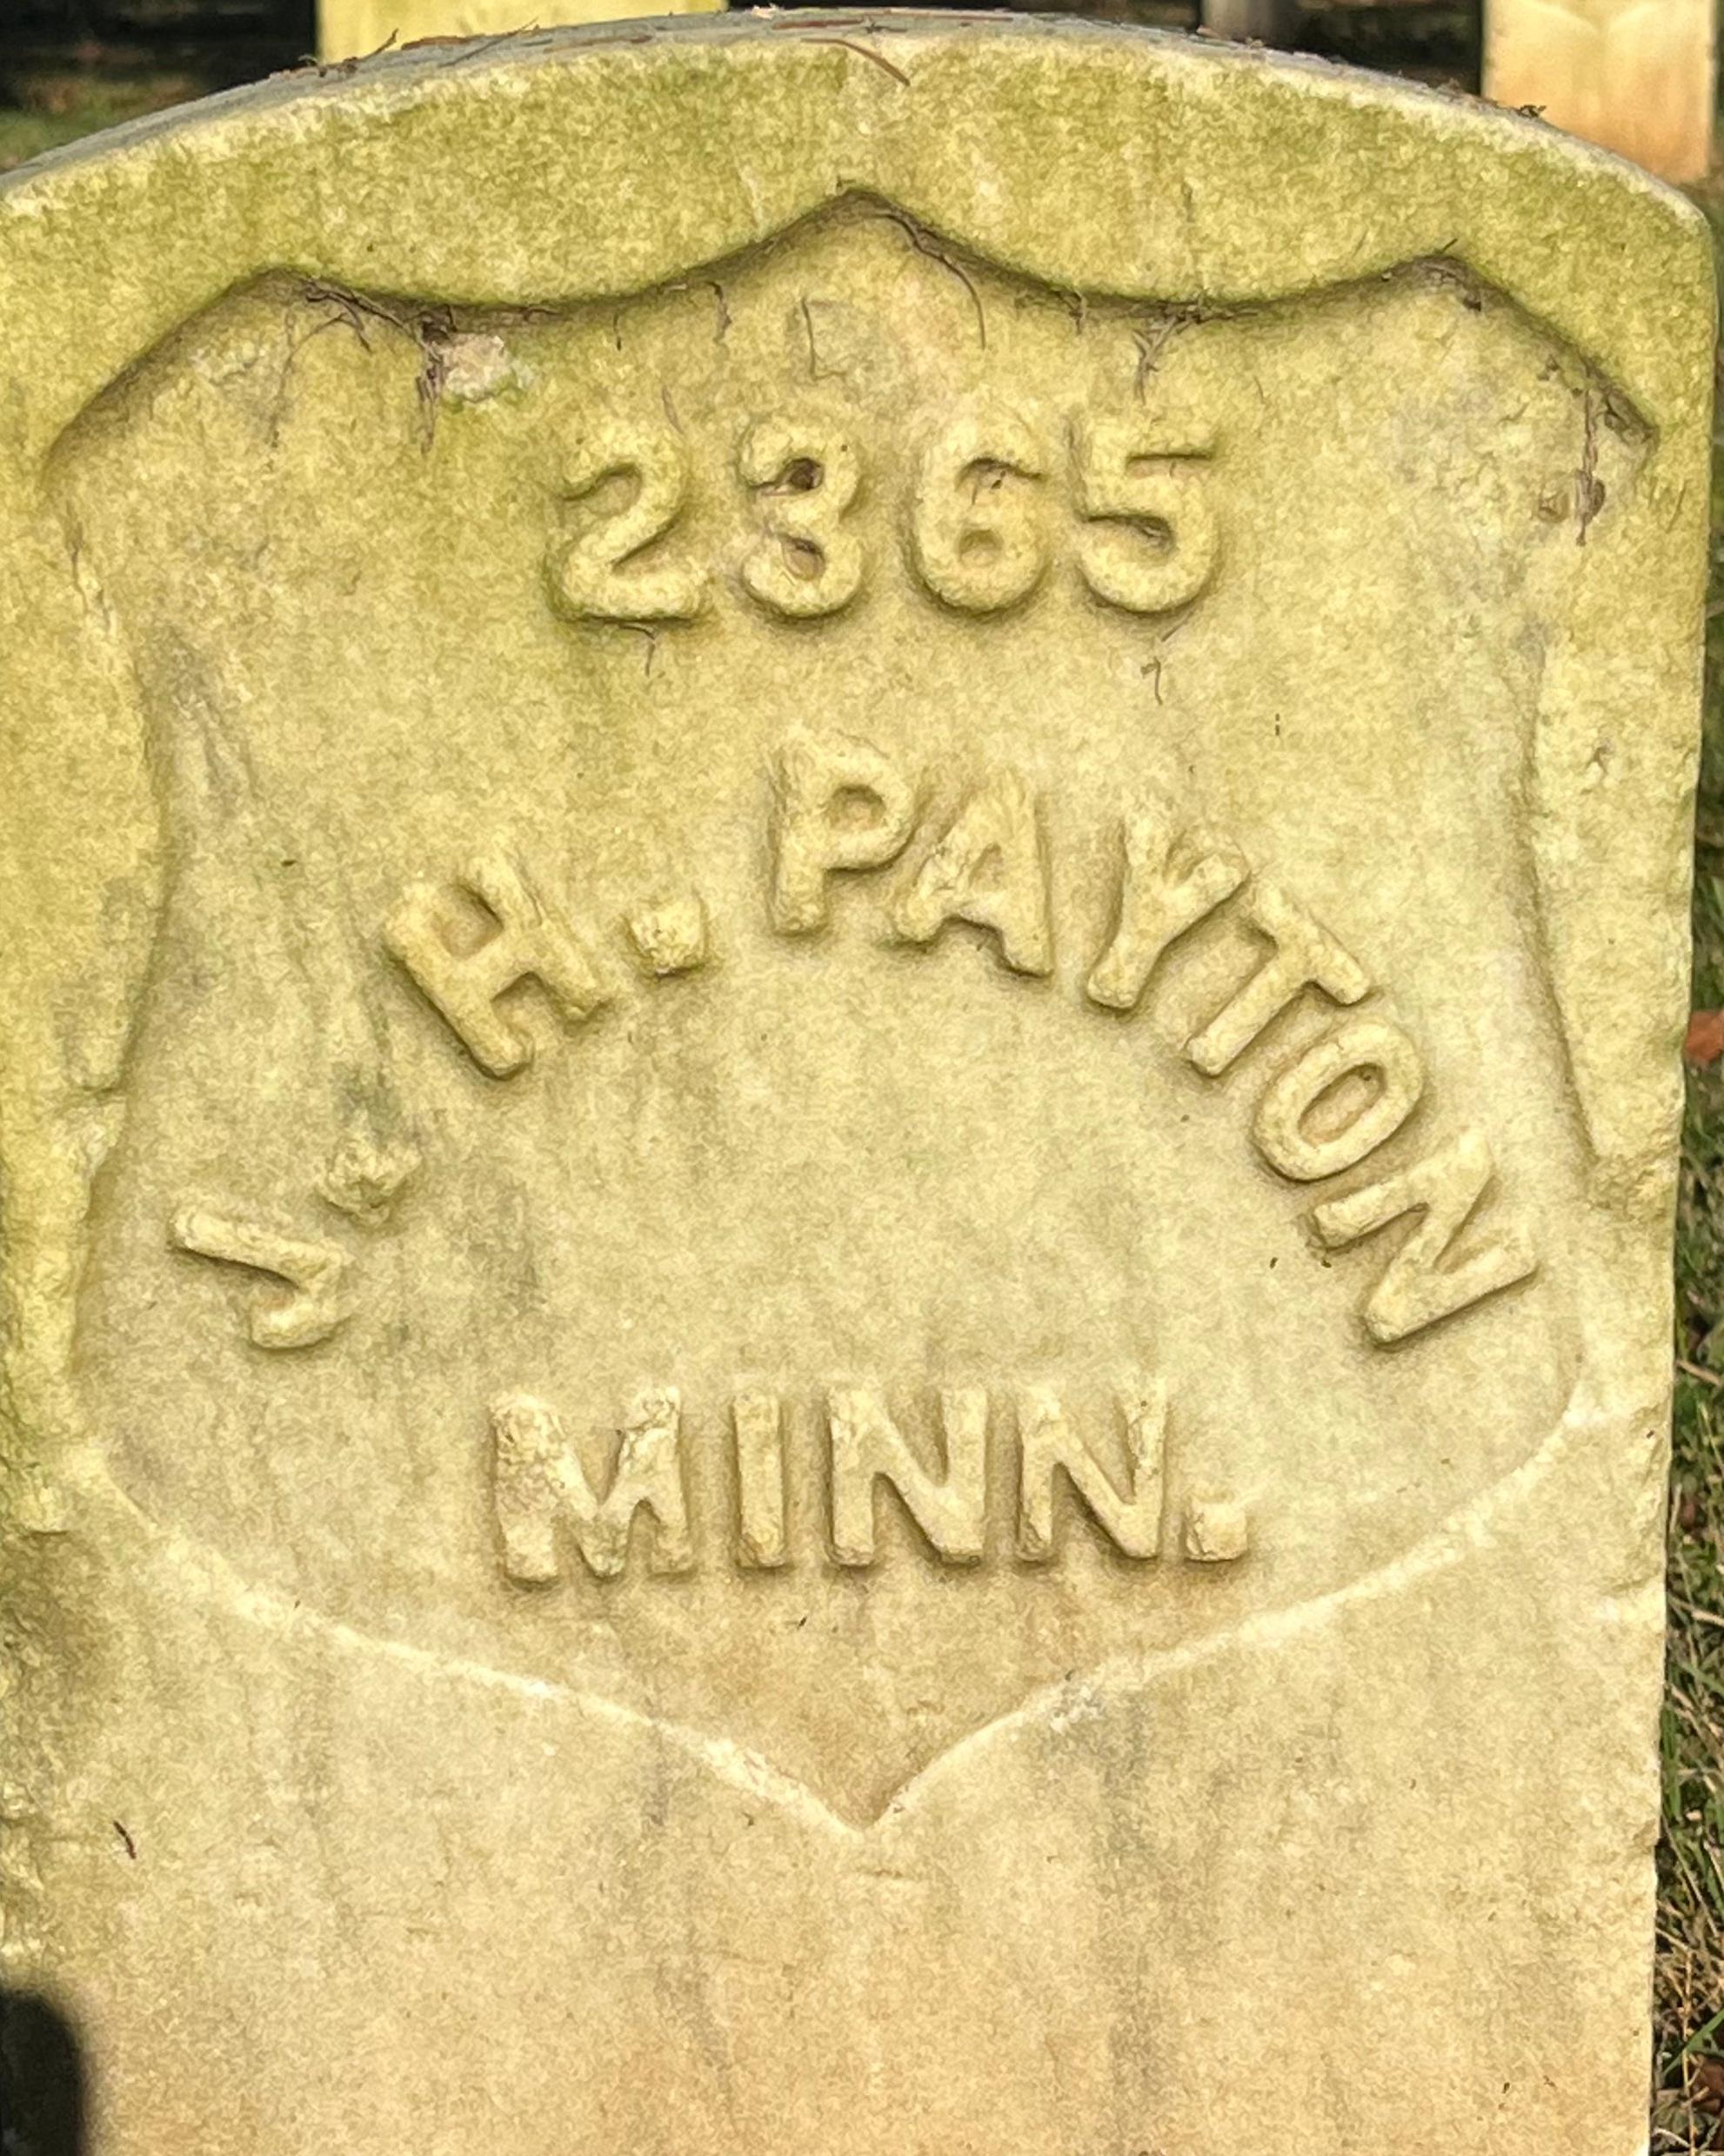 2365
J. H. PAYTON
MINN.